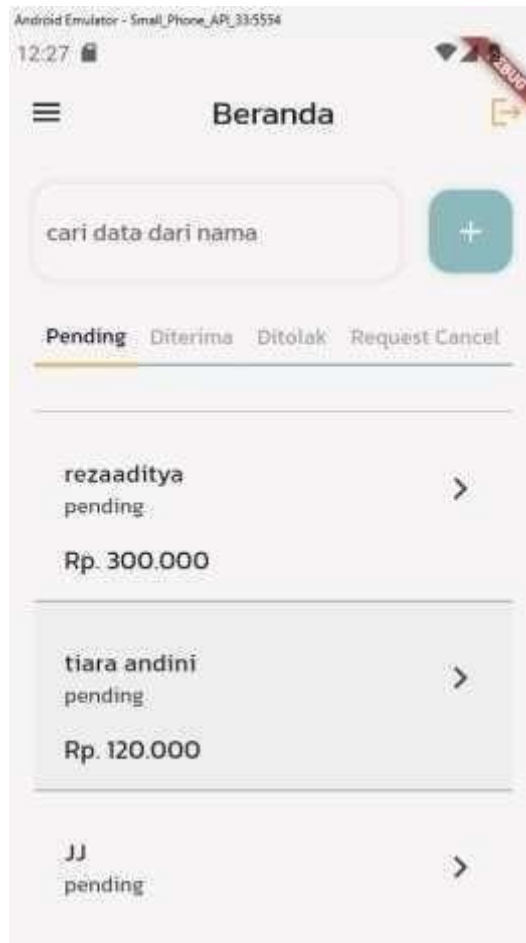 Android Emulator - Small_Phone_API_33:5554
12:27
DEBUG
Beranda
cari data dari nama
+
Pending Diterima Ditolak Request Cancel
rezaaditya
pending
Rp. 300.000
tiara andini
pending
Rp. 120.000
JJ
pending